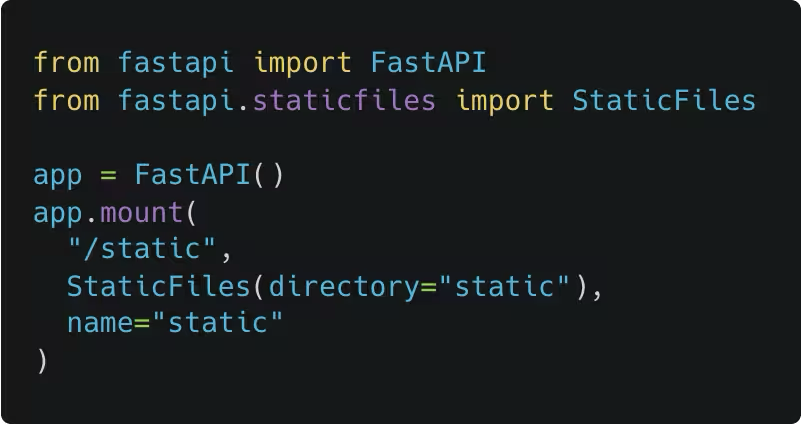 from fastapi import FastAPI
from fastapi.staticfiles import StaticFiles

app = FastAPI()
app.mount(
  "/static",
  StaticFiles(directory="static"),
  name="static"
)